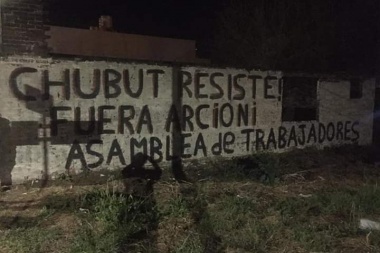 CHUBUT RESISTE!
FUERA ARCIONI
ASAMBLEA de TRABAJADORES